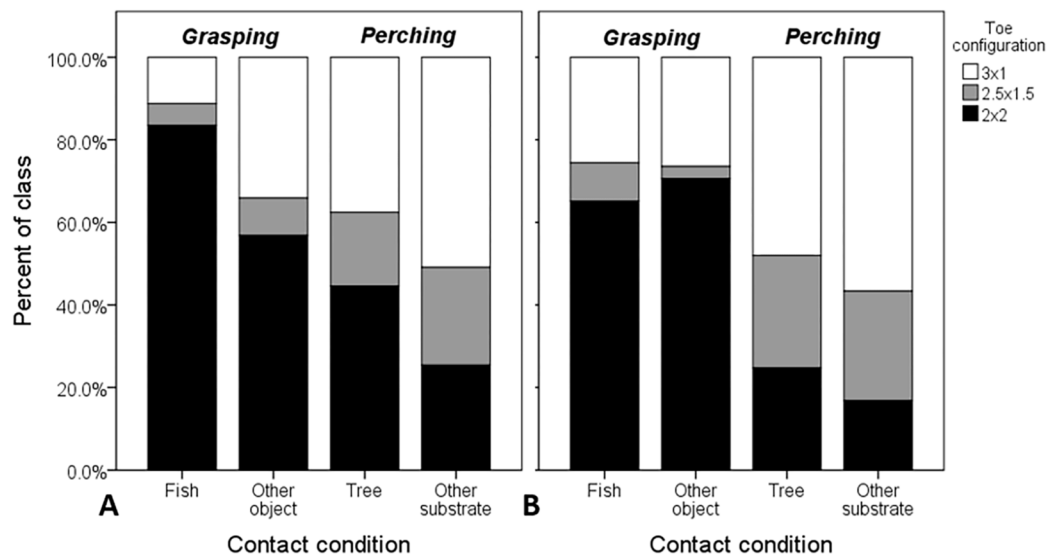 Toe
configuration
3x1
2.5x1.5
2x2
Grasping Perching
Grasping Perching
Percent of class
100.0%
80.0%
60.0%
40.0%
20.0%
0.0%
A
Fish
Other
object
Tree
Other
substrate
Contact condition
B
Fish
Other
object
Tree
Other
substrate
Contact condition